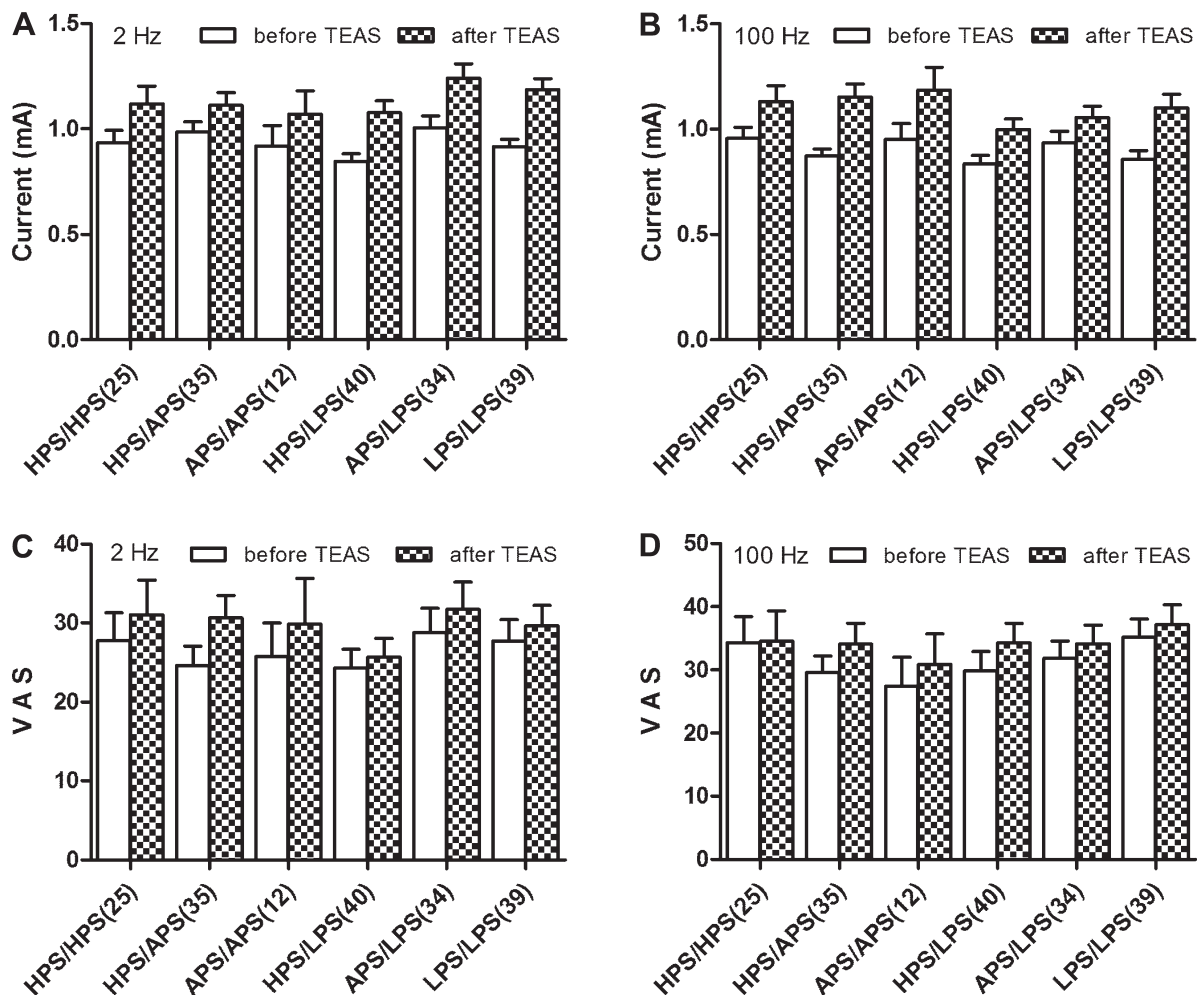 A
2 Hz before TEAS after TEAS
Current (mA)
1.5
1.0
0.5
0.0
HPS/HPS(25)
HPS/APS(35)
APS/APS(12)
HPS/LPS(40)
APS/LPS(34)
LPS/LPS(39)
B
100 Hz before TEAS after TEAS
Current (mA)
1.5
1.0
0.5
0.0
HPS/HPS(25)
HPS/APS(35)
APS/APS(12)
HPS/LPS(40)
APS/LPS(34)
LPS/LPS(39)
C
2 Hz before TEAS after TEAS
V A S
40
30
20
10
0
HPS/HPS(25)
HPS/APS(35)
APS/APS(12)
HPS/LPS(40)
APS/LPS(34)
LPS/LPS(39)
D
100 Hz before TEAS after TEAS
V A S
50
40
30
20
10
0
HPS/HPS(25)
HPS/APS(35)
APS/APS(12)
HPS/LPS(40)
APS/LPS(34)
LPS/LPS(39)